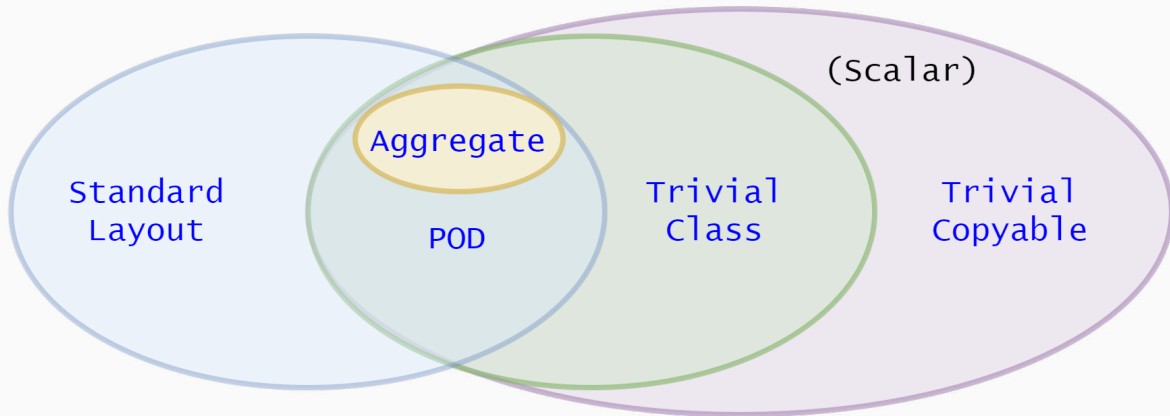 (Scalar)
Aggregate
Standard
Layout
POD
Trivial
Class
Trivial
Copyable